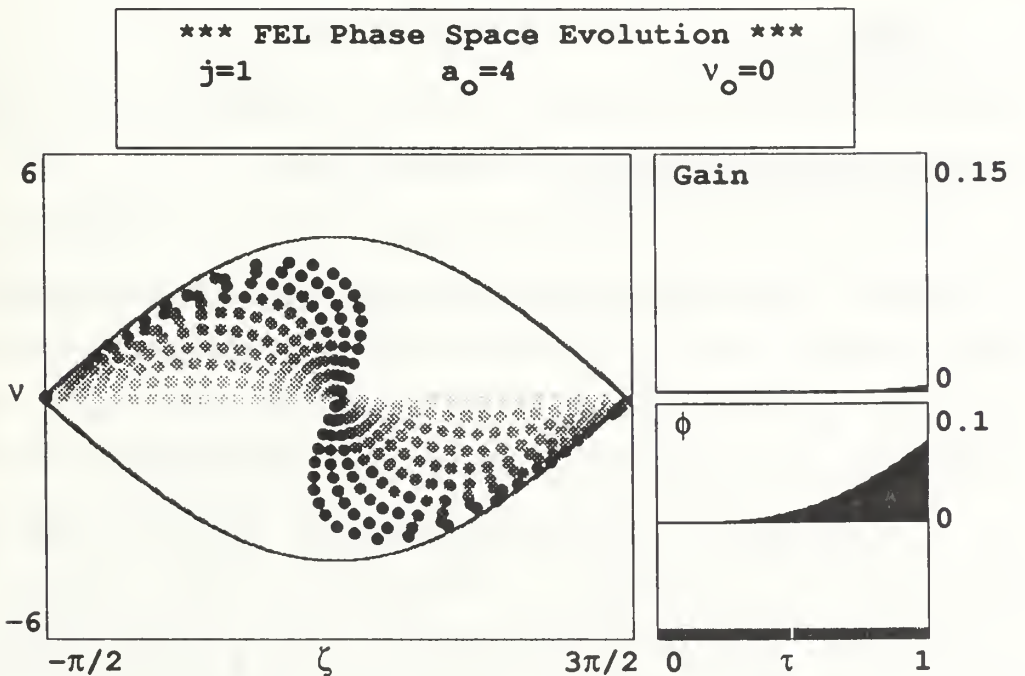 *** FEL Phase Space Evolution ***
j=1 a₀=4 ν₀=0
6
ν
-6
-π/2 ζ 3π/2
Gain 0.15
0
φ 0.1
0
0 τ 1